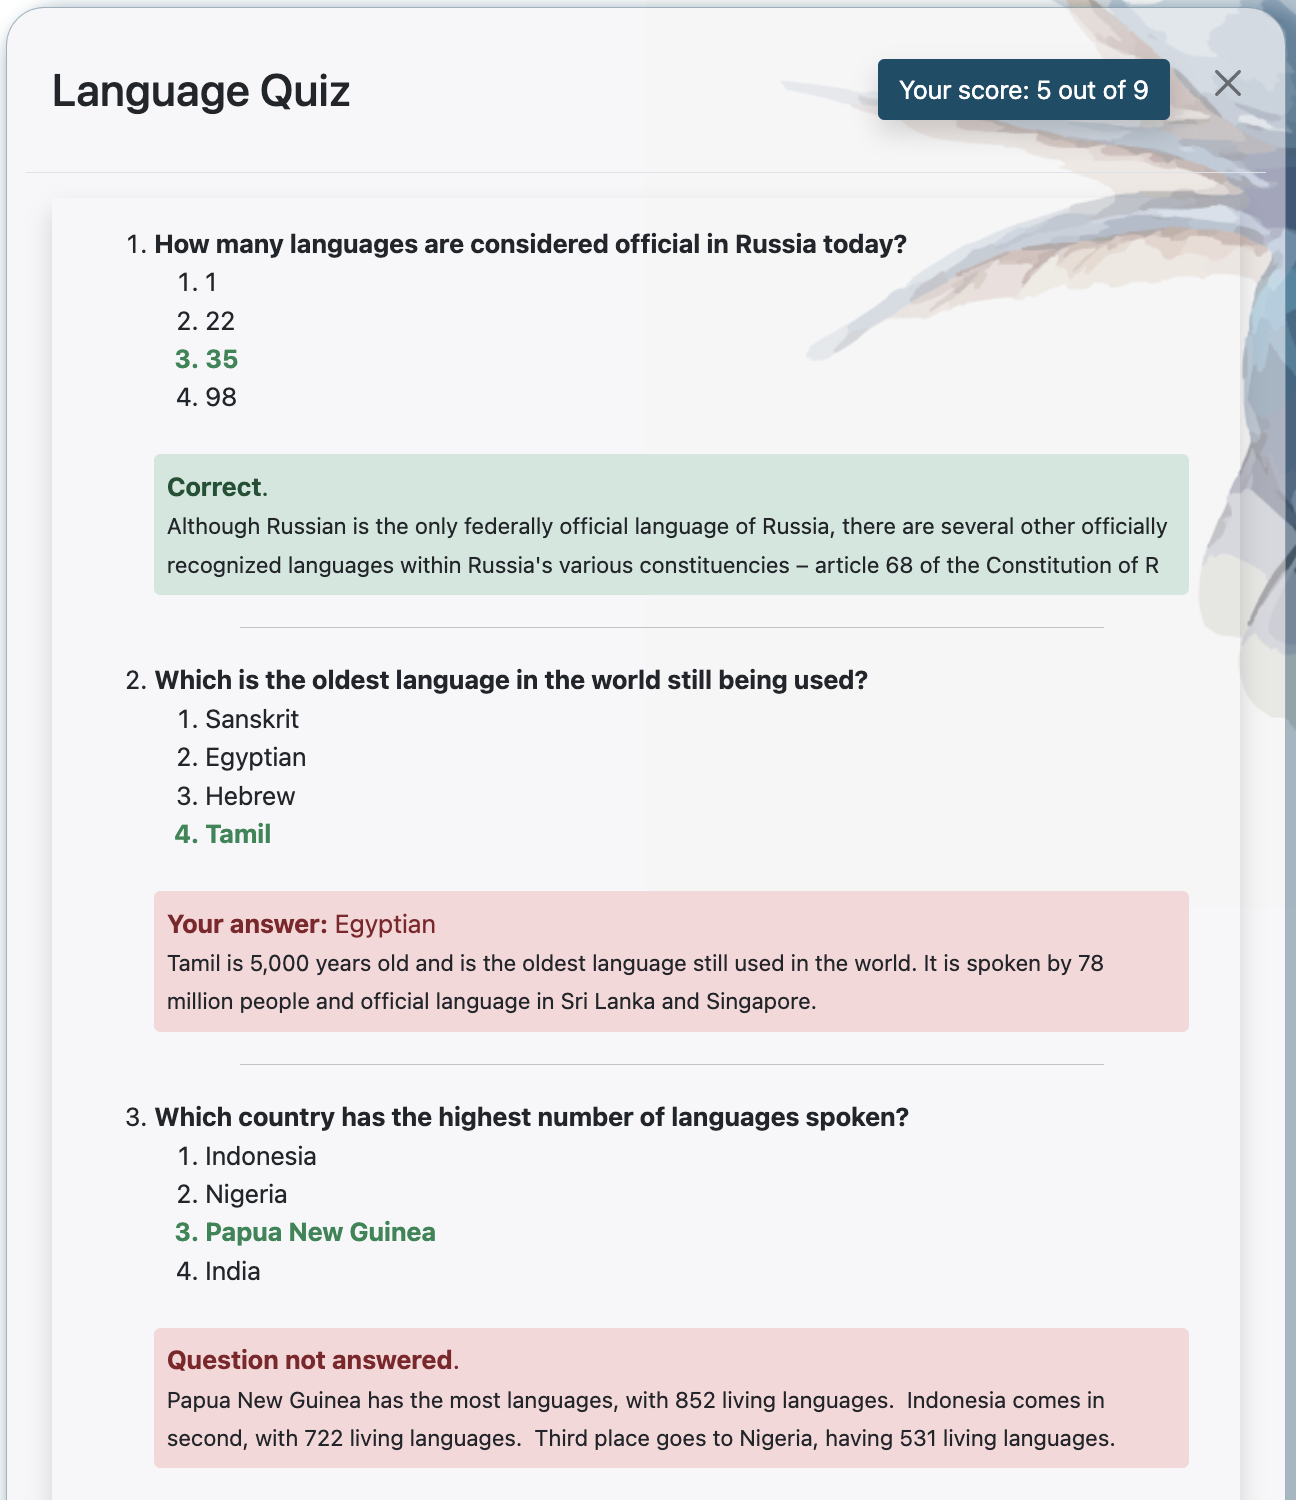 Language Quiz
Your score: 5 out of 9
1. How many languages are considered official in Russia today?
1. 1
2. 22
3. 35
4. 98
Correct.
Although Russian is the only federally official language of Russia, there are several other officially
recognized languages within Russia's various constituencies – article 68 of the Constitution of R
2. Which is the oldest language in the world still being used?
1. Sanskrit
2. Egyptian
3. Hebrew
4. Tamil
Your answer: Egyptian
Tamil is 5,000 years old and is the oldest language still used in the world. It is spoken by 78
million people and official language in Sri Lanka and Singapore.
3. Which country has the highest number of languages spoken?
1. Indonesia
2. Nigeria
3. Papua New Guinea
4. India
Question not answered.
Papua New Guinea has the most languages, with 852 living languages.  Indonesia comes in
second, with 722 living languages.  Third place goes to Nigeria, having 531 living languages.